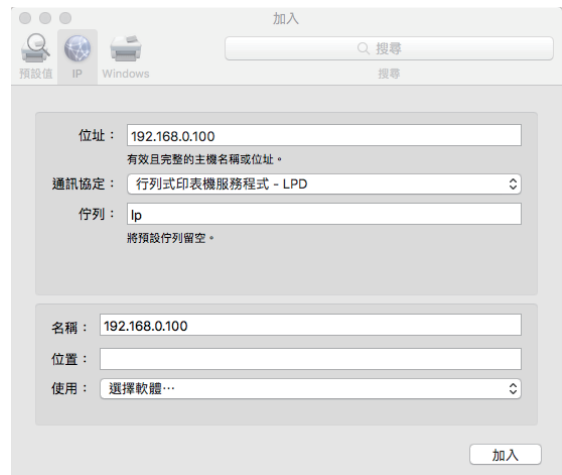 加入
搜尋
預設值 IP Windows 搜尋
位址： 192.168.0.100
有效且完整的主機名稱或位址。
通訊協定： 行列式印表機服務程式 - LPD
佇列： lp
將預設佇列留空。
名稱： 192.168.0.100
位置：
使用： 選擇軟體⋯
加入